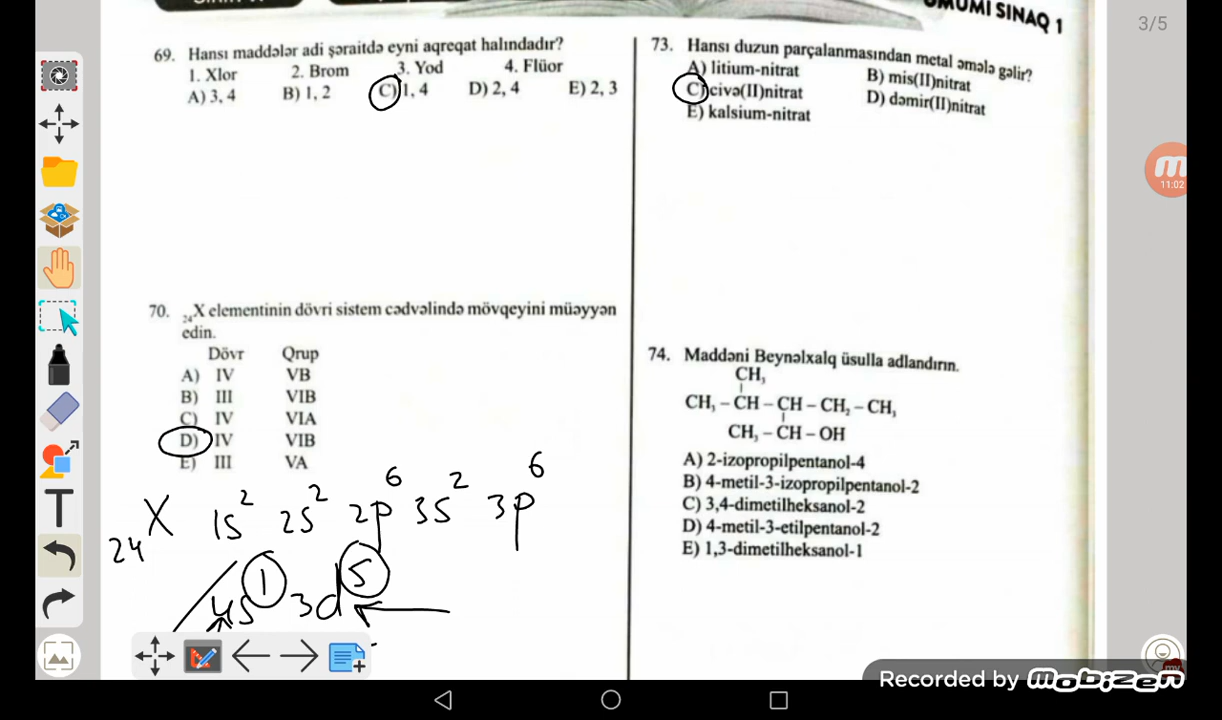 ÜMUMİ SINAQ 1
3/5
69. Hansı maddələr adi şəraitdə eyni aqreqat halındadır?
1. Xlor 2. Brom 3. Yod 4. Flüor
A) 3, 4 B) 1, 2 C) 1, 4 D) 2, 4 E) 2, 3
70. ₂₄X elementinin dövri sistem cədvəlində mövqeyini müəyyən
edin.
Dövr Qrup
A) IV VB
B) III VIB
C) IV VIA
D) IV VIB
E) III VA
₂₄X 1s² 2s² 2p⁶ 3s² 3p⁶
4s¹ 3d⁵
73. Hansı duzun parçalanmasından metal əmələ gəlir?
A) litium-nitrat B) mis(II)nitrat
C) civə(II)nitrat D) dəmir(II)nitrat
E) kalsium-nitrat
74. Maddəni Beynəlxalq üsulla adlandırın.
CH₃
CH₃ – CH – CH – CH₂ – CH₃
CH₃ – CH – OH
A) 2-izopropilpentanol-4
B) 4-metil-3-izopropilpentanol-2
C) 3,4-dimetilheksanol-2
D) 4-metil-3-etilpentanol-2
E) 1,3-dimetilheksanol-1
11:02
T
Recorded by mobizen